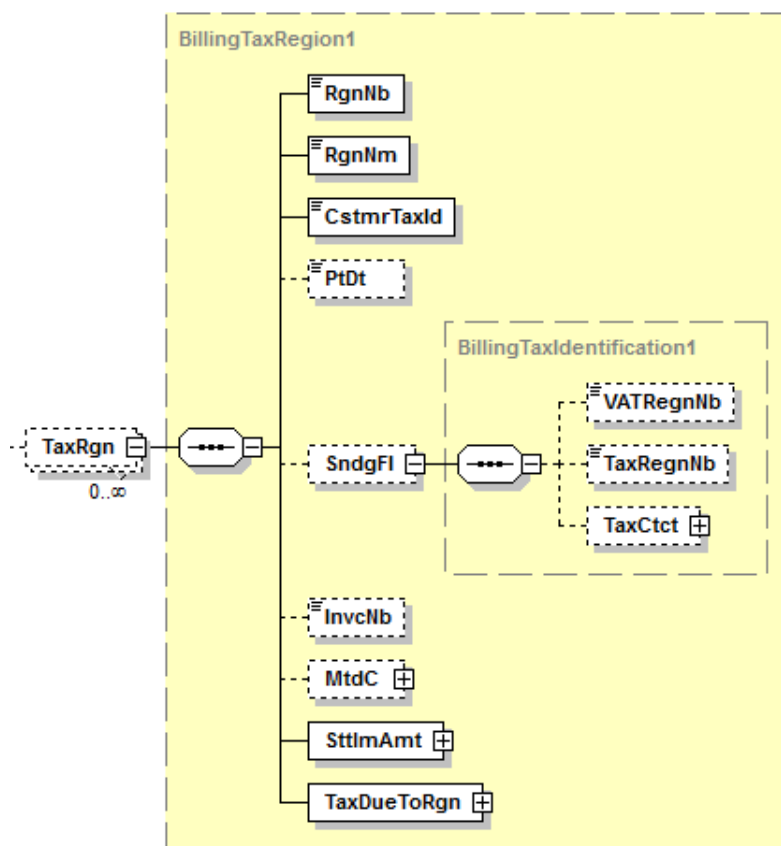 BillingTaxRegion1
RgnNb
RgnNm
CstmrTaxId
PtDt
BillingTaxIdentification1
VATRegnNb
TaxRgn
0..∞
SndgFI
TaxRegnNb
TaxCtct
InvcNb
MtdC
SttlmAmt
TaxDueToRgn